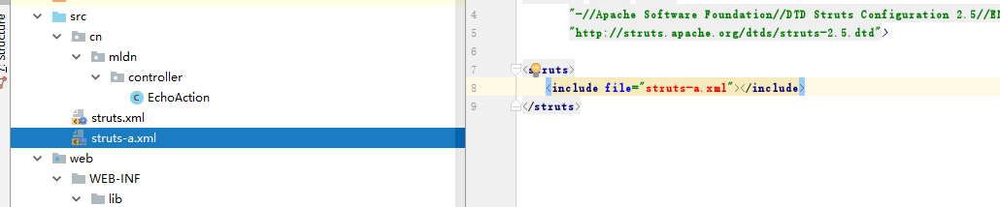 Z: Structure
src
cn
mldn
controller
EchoAction
struts.xml
struts-a.xml
web
WEB-INF
lib
4 "-//Apache Software Foundation//DTD Struts Configuration 2.5//EN
5 "http://struts.apache.org/dtds/struts-2.5.dtd">
6
7 <struts>
8 <include file="struts-a.xml"></include>
9 </struts>